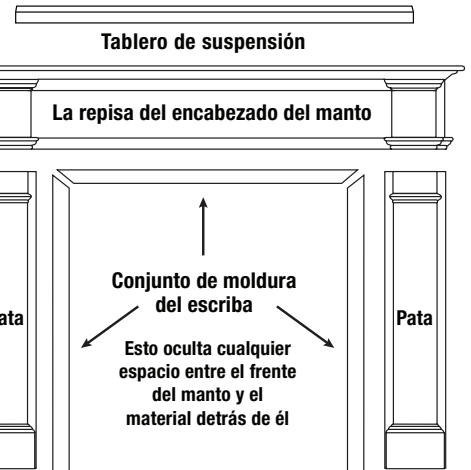 Tablero de suspensión
La repisa del encabezado del manto
Conjunto de moldura
del escriba
Pata
Esto oculta cualquier
espacio entre el frente
del manto y el
material detrás de él